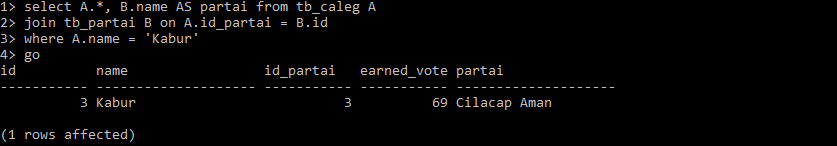 1> select A.*, B.name AS partai from tb_caleg A
2> join tb_partai B on A.id_partai = B.id
3> where A.name = 'Kabur'
4> go
id          name                 id_partai   earned_vote partai
----------- -------------------- ----------- ----------- --------------------
          3 Kabur                          3          69 Cilacap Aman

(1 rows affected)